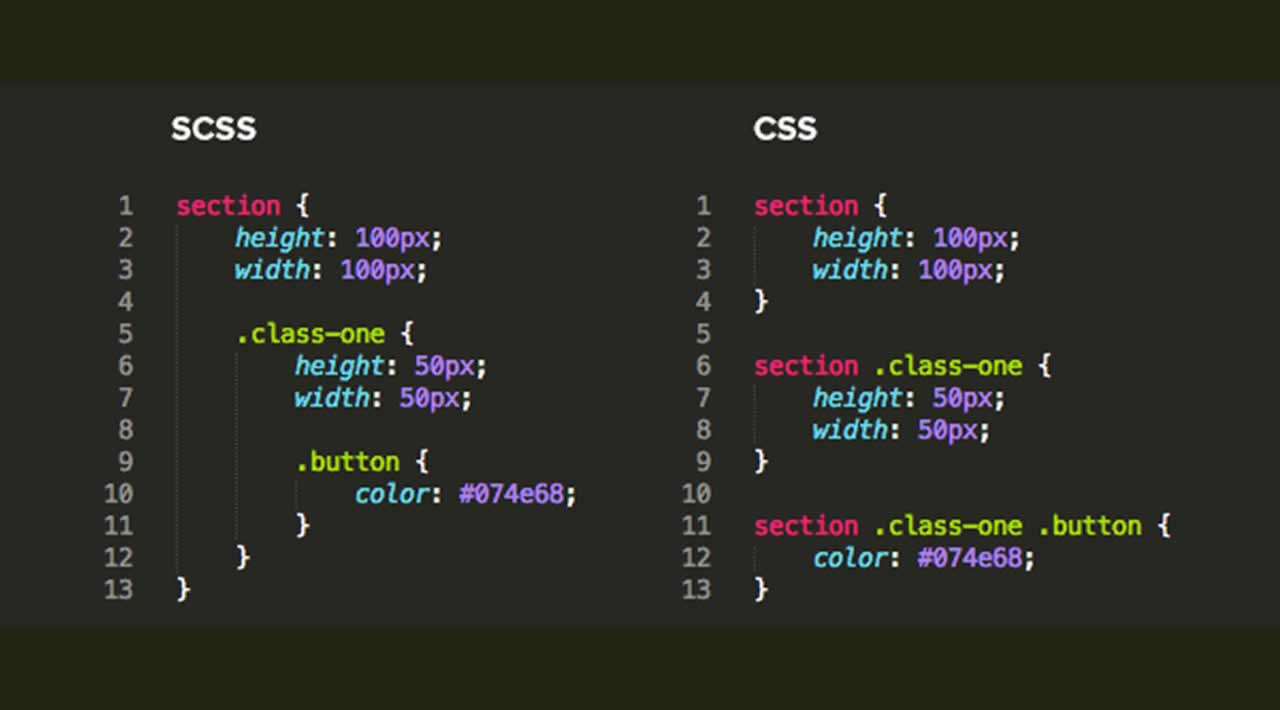 SCSS
1 section {
2     height: 100px;
3     width: 100px;
4
5     .class-one {
6         height: 50px;
7         width: 50px;
8
9         .button {
10             color: #074e68;
11         }
12     }
13 }
CSS
1 section {
2     height: 100px;
3     width: 100px;
4 }
5
6 section .class-one {
7     height: 50px;
8     width: 50px;
9 }
10
11 section .class-one .button {
12     color: #074e68;
13 }